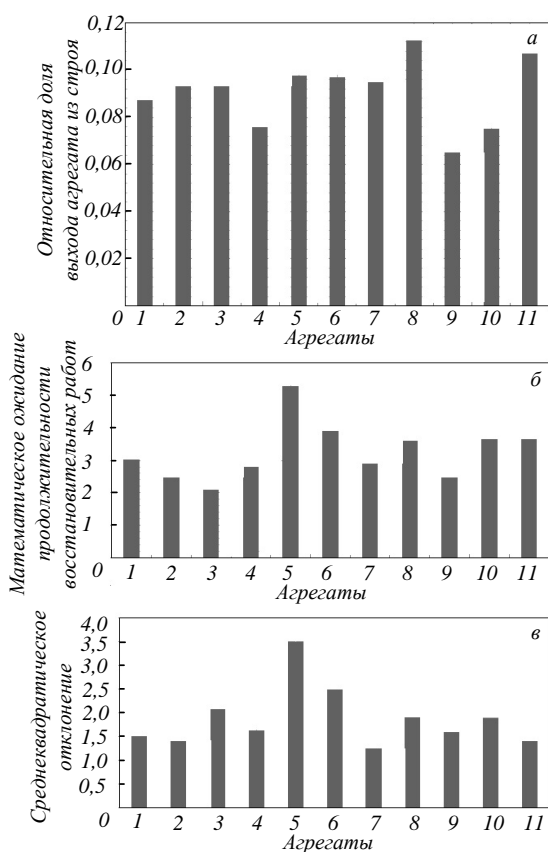 а
Относительная доля
выхода агрегата из строя
0,12
0,10
0,08
0,06
0,04
0,02
0 1 2 3 4 5 6 7 8 9 10 11
Агрегаты
б
Математическое ожидание
продолжительности
восстановительных работ
6
5
4
3
2
1
0 1 2 3 4 5 6 7 8 9 10 11
Агрегаты
в
Среднеквадратическое
отклонение
4,0
3,5
3,0
2,5
2,0
1,5
1,0
0,5
0 1 2 3 4 5 6 7 8 9 10 11
Агрегаты